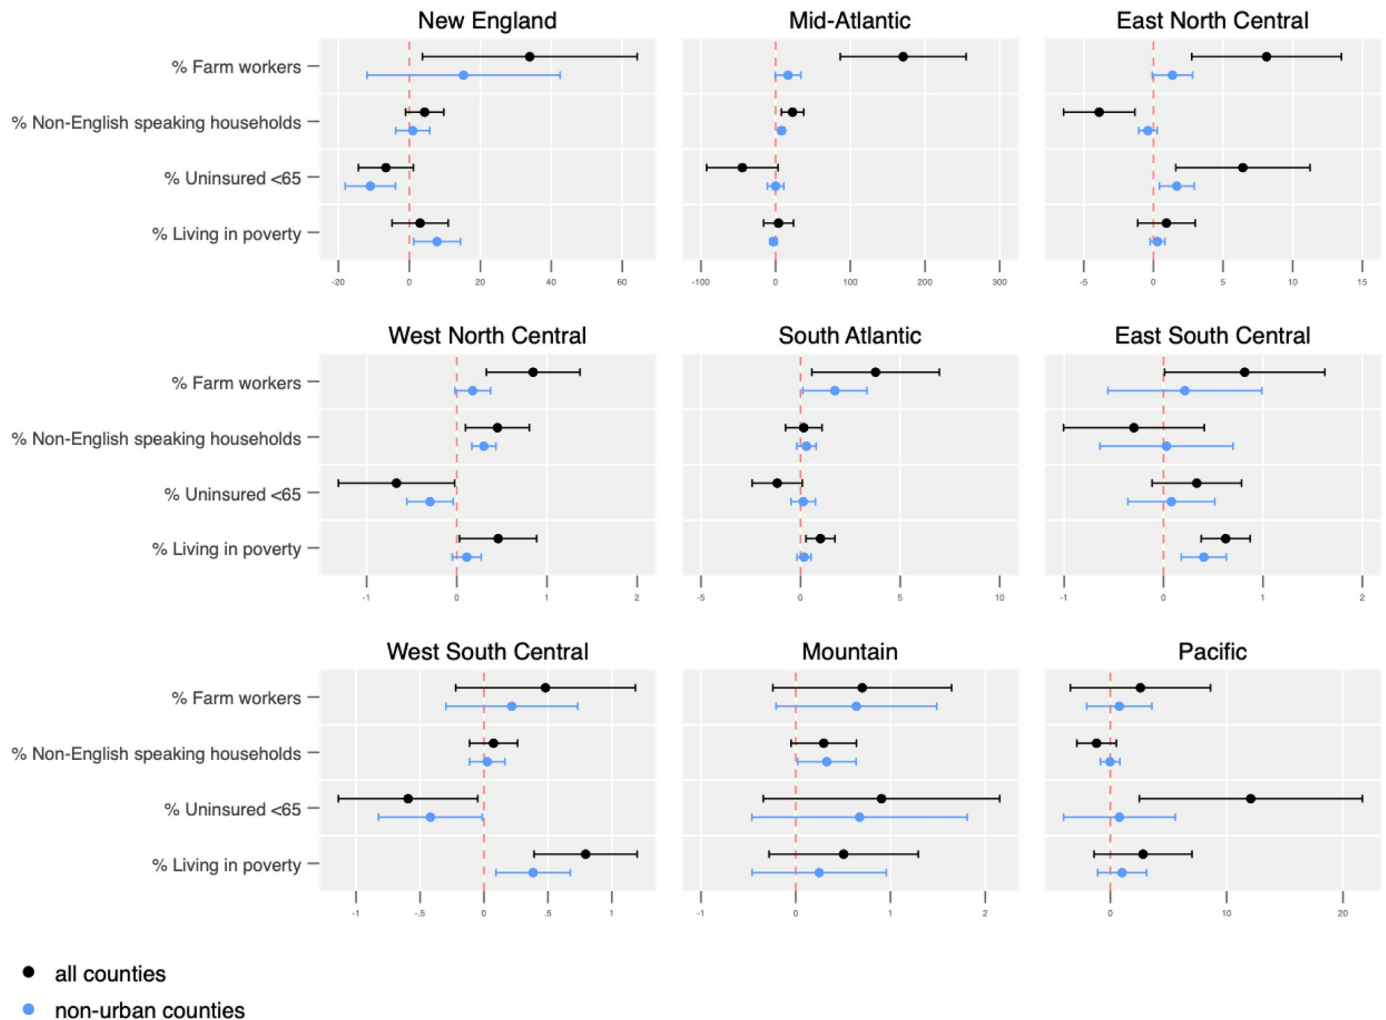 New England Mid-Atlantic East North Central
% Farm workers
% Non-English speaking households
% Uninsured <65
% Living in poverty
-20 0 20 40 60 -100 0 100 200 300 -5 0 5 10 15
West North Central South Atlantic East South Central
% Farm workers
% Non-English speaking households
% Uninsured <65
% Living in poverty
-1 0 1 2 -5 0 5 10 -1 0 1 2
West South Central Mountain Pacific
% Farm workers
% Non-English speaking households
% Uninsured <65
% Living in poverty
-1 -.5 0 .5 1 -1 0 1 2 0 10 20
all counties
non-urban counties